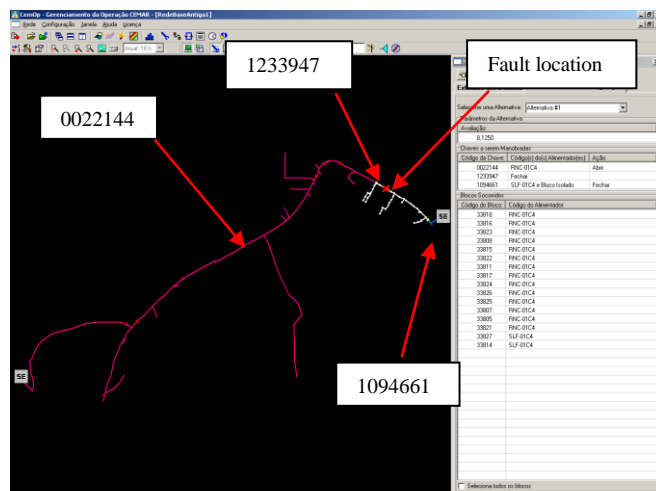 CemOp - Gerenciamento da Operação CEMAR - [RedeBaseAntiga1]
Rede Configuração Janela Ajuda Licença
Atual: 18%
1233947
Fault location
0022144
1094661
SE
SE
Selecione uma Alternativa: Alternativa #1
Parâmetros da Alternativa
Avaliação:
8,1250
Chaves a serem Manobradas
Código da Chave: Código(s) do(s) Alimentador(es) Ação:
0022144 RNC-01C4 Abrir
1233947 Fechar
1094661 SLF-01C4 e Bloco Isolado Fechar
Blocos Socorridos
Código do Bloco: Código do Alimentador:
33818 RNC-01C4
33816 RNC-01C4
33823 RNC-01C4
33808 RNC-01C4
33815 RNC-01C4
33822 RNC-01C4
33811 RNC-01C4
33817 RNC-01C4
33824 RNC-01C4
33826 RNC-01C4
33825 RNC-01C4
33807 RNC-01C4
33805 RNC-01C4
33821 RNC-01C4
33827 SLF-01C4
33814 SLF-01C4
Seleciona todos os blocos